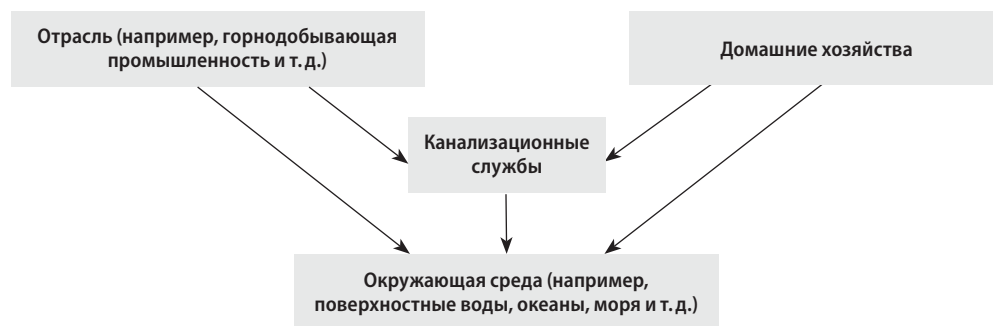 Отрасль (например, горнодобывающая
промышленность и т. д.)
Домашние хозяйства
Канализационные
службы
Окружающая среда (например,
поверхностные воды, океаны, моря и т. д.)